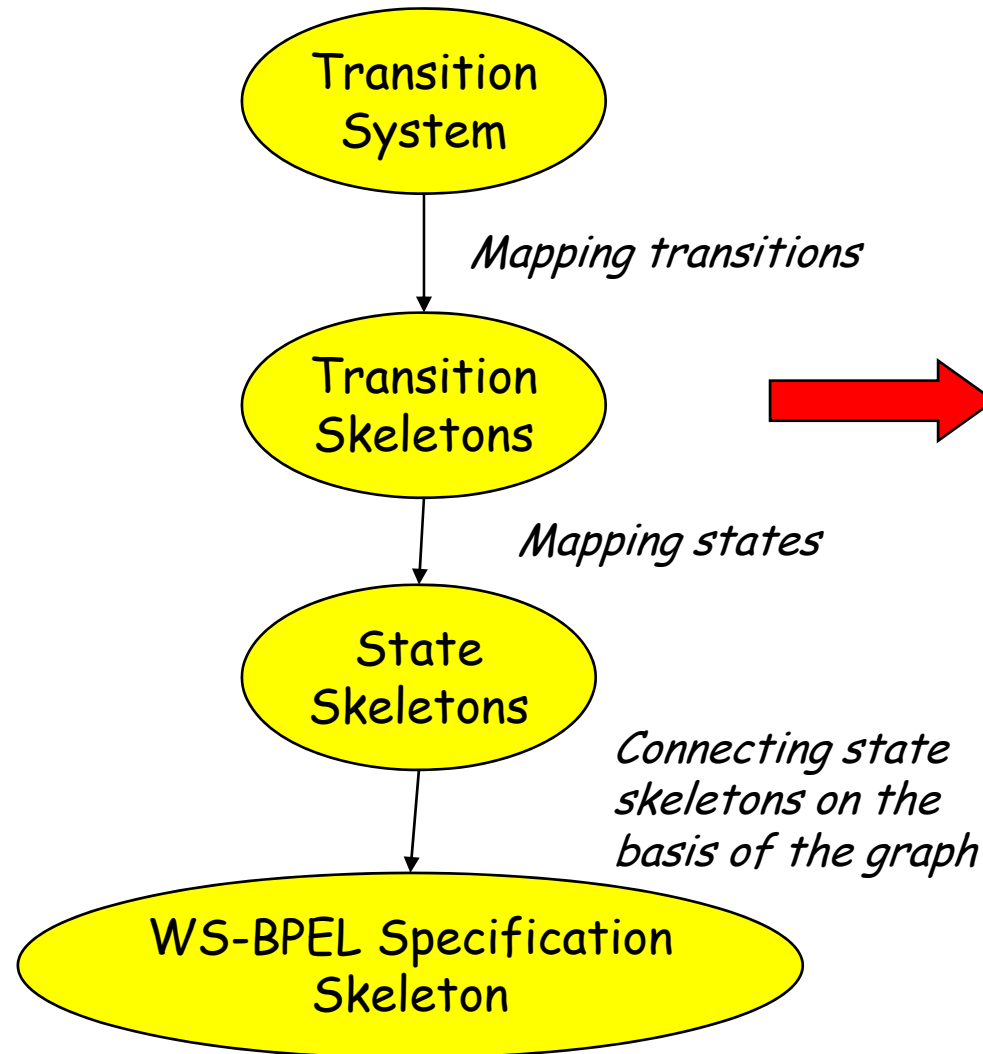 Transition
System
Mapping transitions
Transition
Skeletons
Mapping states
State
Skeletons
Connecting state
skeletons on the
basis of the graph
WS-BPEL Specification
Skeleton